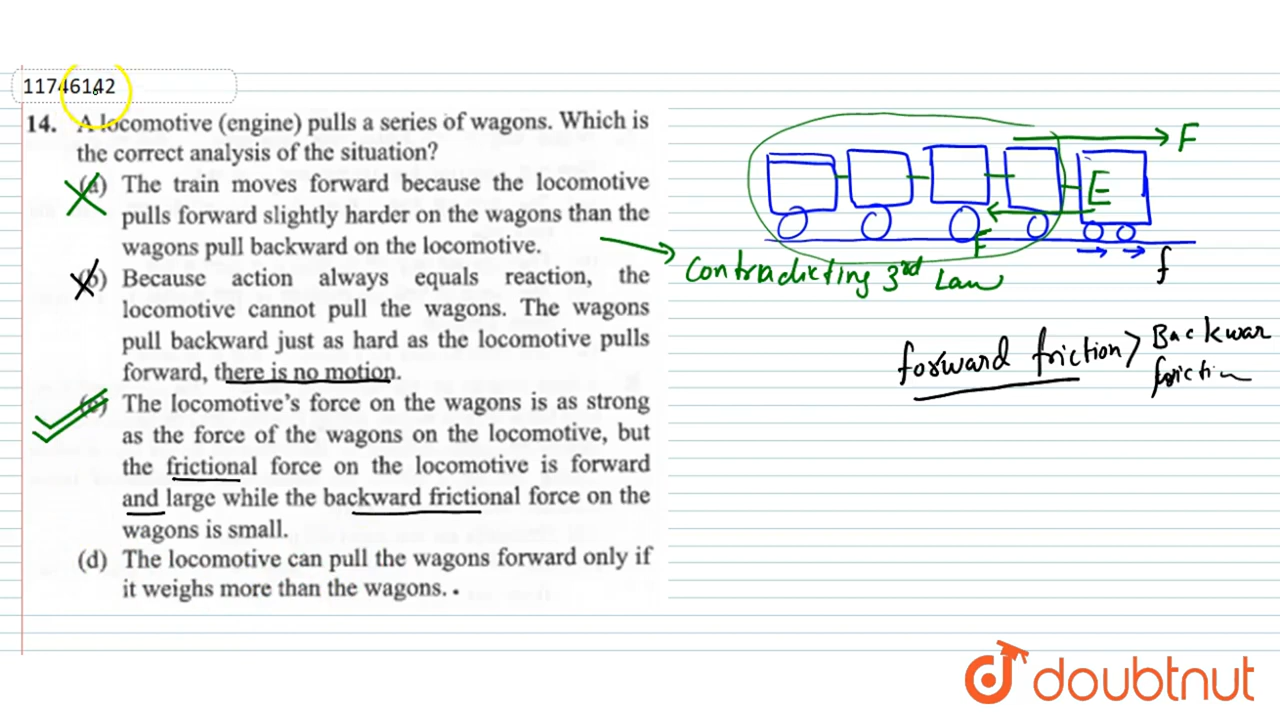 11746142
14. A locomotive (engine) pulls a series of wagons. Which is
the correct analysis of the situation?
(a) The train moves forward because the locomotive
pulls forward slightly harder on the wagons than the
wagons pull backward on the locomotive.
(b) Because action always equals reaction, the
locomotive cannot pull the wagons. The wagons
pull backward just as hard as the locomotive pulls
forward, there is no motion.
(c) The locomotive's force on the wagons is as strong
as the force of the wagons on the locomotive, but
the frictional force on the locomotive is forward
and large while the backward frictional force on the
wagons is small.
(d) The locomotive can pull the wagons forward only if
it weighs more than the wagons.
F
E
F
f
Contradicting 3rd Law
forward friction > Backwar
friction
doubtnut